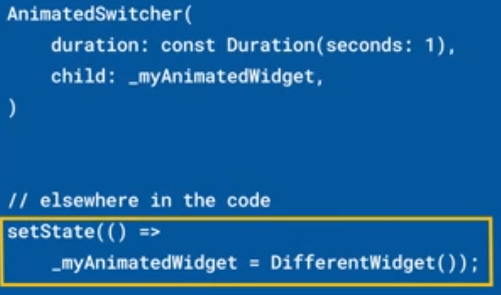 AnimatedSwitcher(
    duration: const Duration(seconds: 1),
    child: _myAnimatedWidget,
)
// elsewhere in the code
setState(() =>
    _myAnimatedWidget = DifferentWidget());